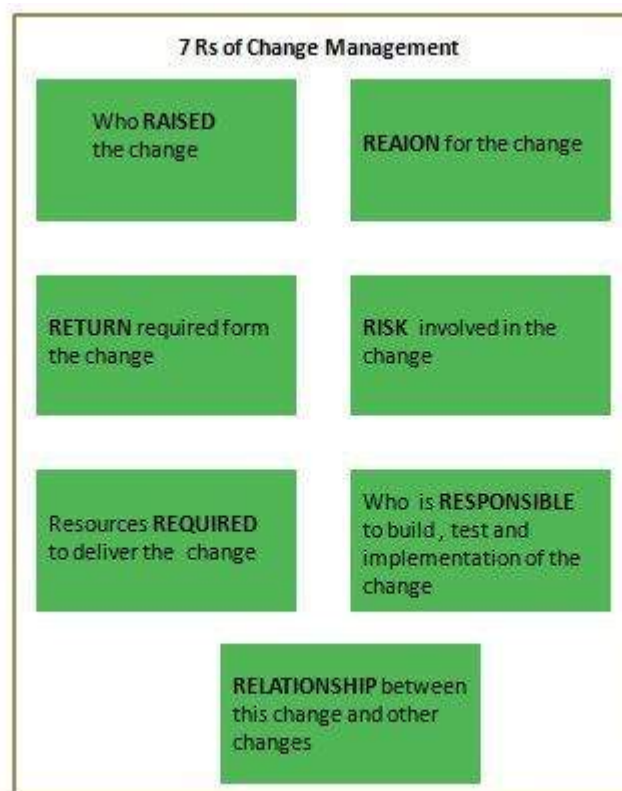 7 Rs of Change Management
Who RAISED
the change
REAION for the change
RETURN required form
the change
RISK involved in the
change
Resources REQUIRED
to deliver the change
Who is RESPONSIBLE
to build , test and
implementation of the
change
RELATIONSHIP between
this change and other
changes